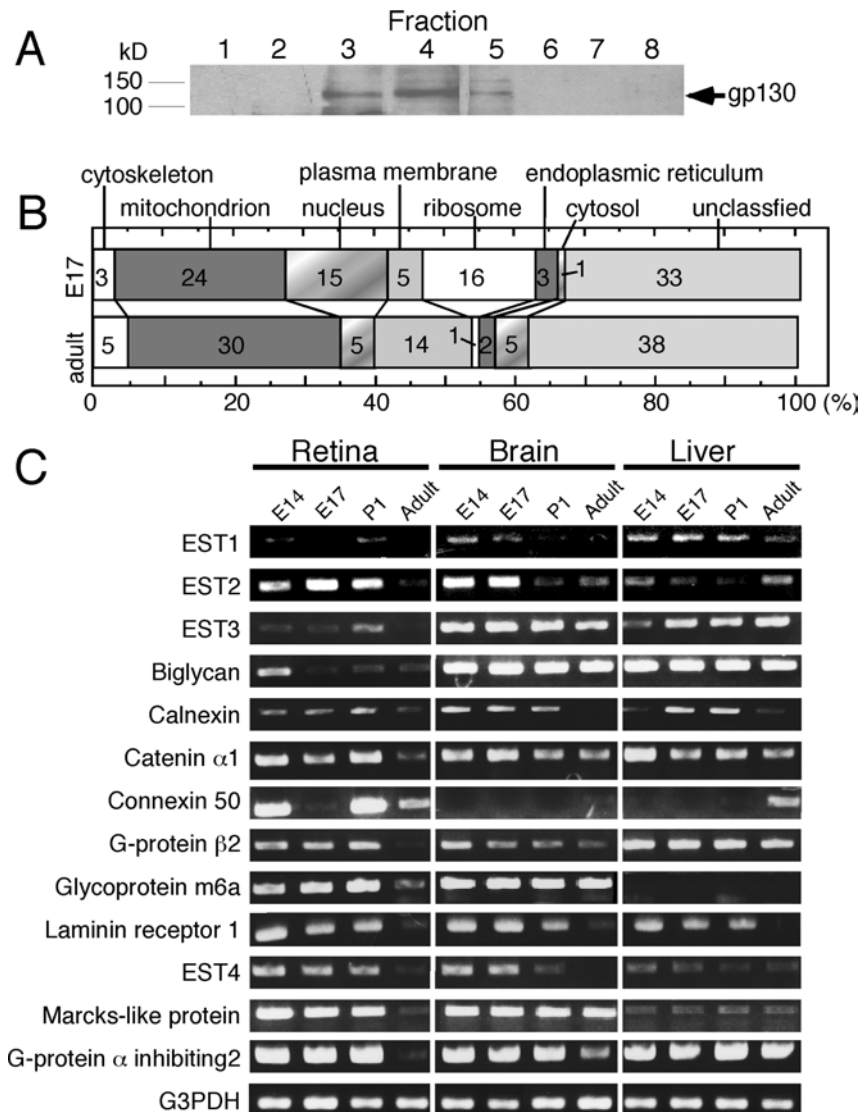 A
Fraction
kD 1 2 3 4 5 6 7 8
150
100
gp130
B
cytoskeleton plasma membrane endoplasmic reticulum
mitochondrion nucleus ribosome cytosol unclassfied
E17
3 24 15 5 16 3 1 33
adult
5 30 5 14 1 2 5 38
0 20 40 60 80 100 (%)
C
Retina Brain Liver
E14 E17 P1 Adult E14 E17 P1 Adult E14 E17 P1 Adult
EST1
EST2
EST3
Biglycan
Calnexin
Catenin α1
Connexin 50
G-protein β2
Glycoprotein m6a
Laminin receptor 1
EST4
Marcks-like protein
G-protein α inhibiting2
G3PDH